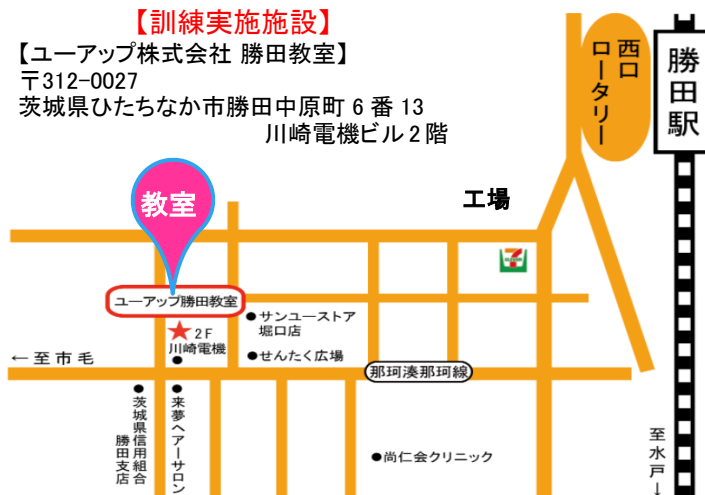 【訓練実施施設】
【ユーアップ株式会社 勝田教室】
〒312-0027
茨城県ひたちなか市勝田中原町 6 番 13
川崎電機ビル 2 階
西口
ロータリー
勝田駅
教室
工場
7
ユーアップ勝田教室
★ 2F
川崎電機
●
●サンユーストア
堀口店
●せんたく広場
←至市毛
那珂湊那珂線
●茨城県信用組合
勝田支店
●来夢ヘアーサロン
●尚仁会クリニック
至水戸↓